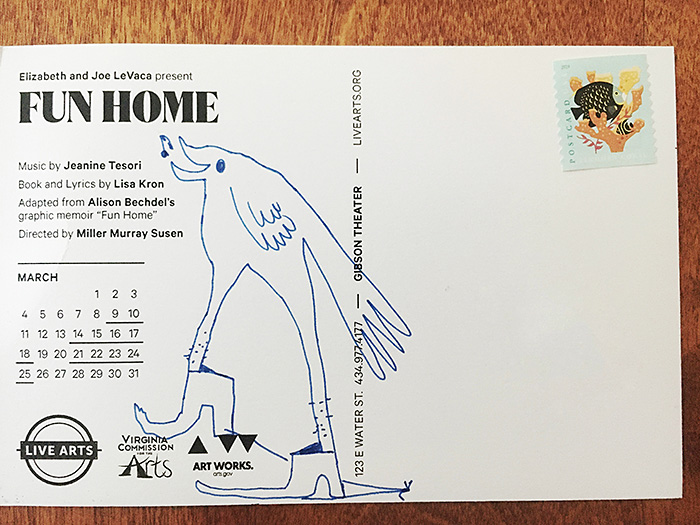 Elizabeth and Joe LeVaca present
FUN HOME
Music by Jeanine Tesori
Book and Lyrics by Lisa Kron
Adapted from Alison Bechdel's
graphic memoir "Fun Home"
Directed by Miller Murray Susen
MARCH
1 2 3
4 5 6 7 8 9 10
11 12 13 14 15 16 17
18 19 20 21 22 23 24
25 26 27 28 29 30 31
LIVE ARTS
VIRGINIA
COMMISSION
FOR THE
Arts
ART WORKS.
arts.gov
123 E WATER ST. 434.977.4177 — GIBSON THEATER — LIVEARTS.ORG
POSTCARD